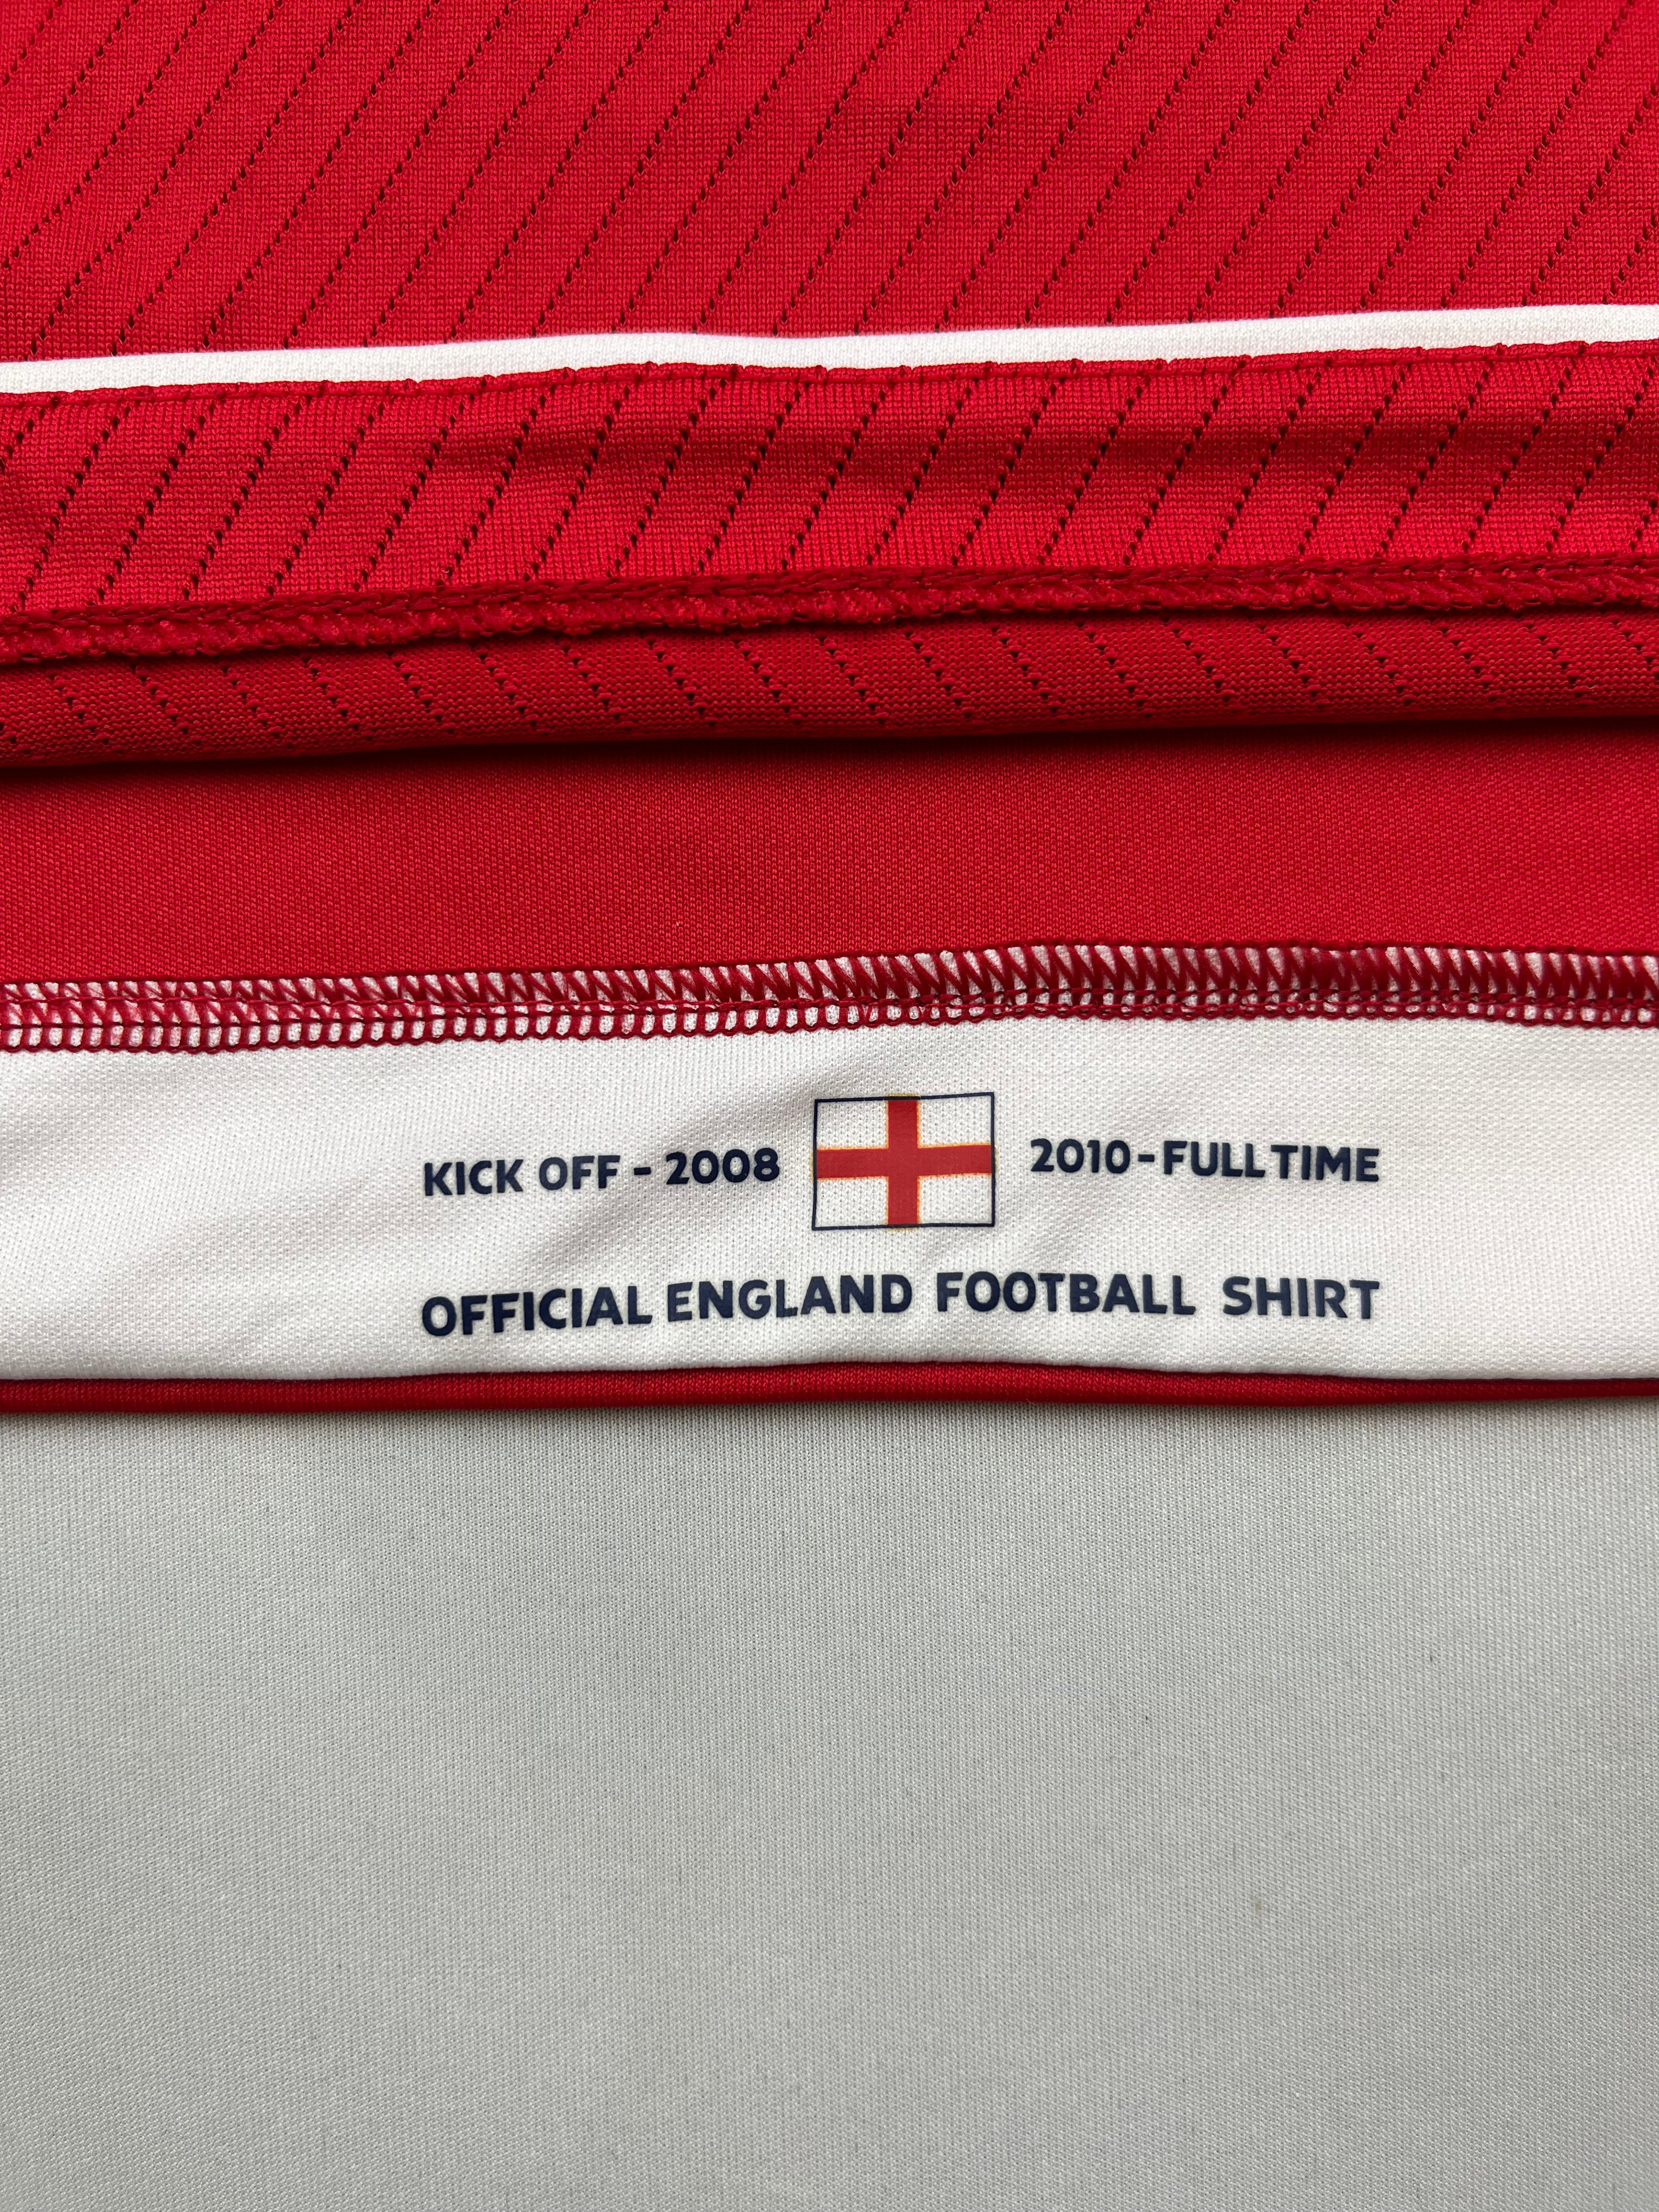 KICK OFF - 2008 2010 - FULL TIME
OFFICIAL ENGLAND FOOTBALL SHIRT